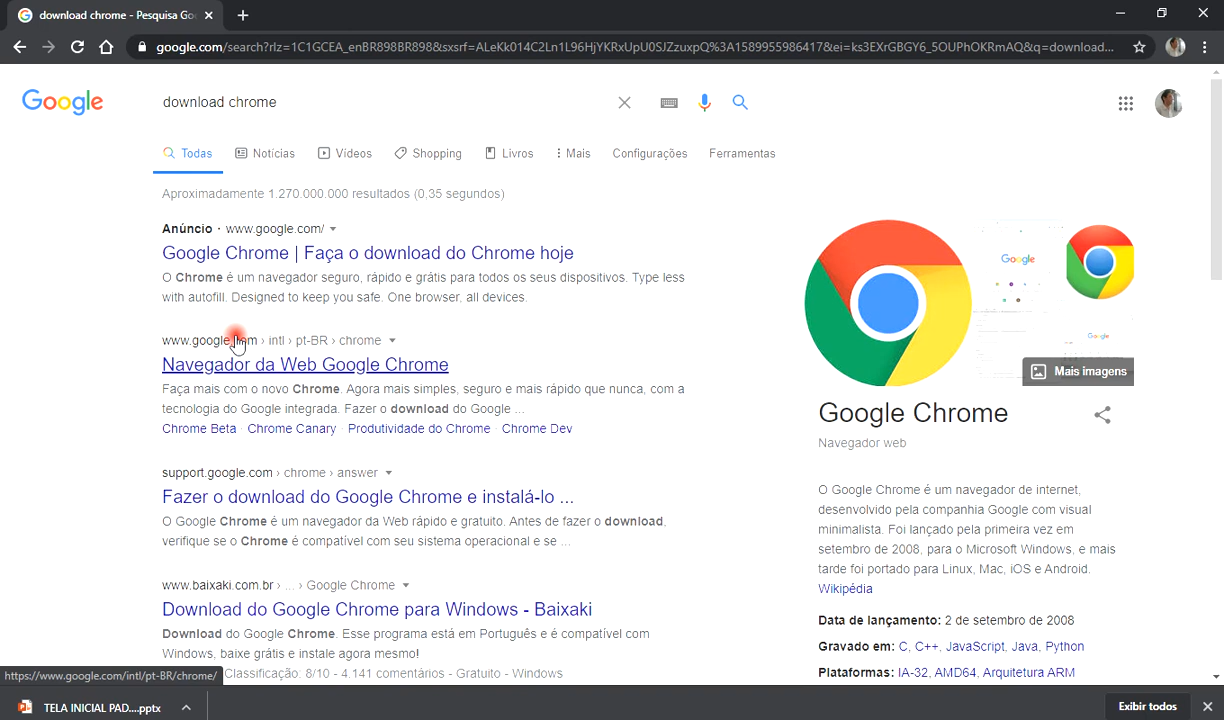 download chrome - Pesquisa Go
google.com/search?rlz=1C1GCEA_enBR898BR898&sxsrf=ALeKk014C2Ln1L96HjYKRxUpU0SJZzuxpQ%3A1589955986417&ei=ks3EXrGBGY6_5OUPhOKRmAQ&q=download...
Google
download chrome
Todas
Notícias
Vídeos
Shopping
Livros
Mais
Configurações
Ferramentas
Aproximadamente 1.270.000.000 resultados (0,35 segundos)
Anúncio · www.google.com/
Google Chrome | Faça o download do Chrome hoje
O Chrome é um navegador seguro, rápido e grátis para todos os seus dispositivos. Type less
with autofill. Designed to keep you safe. One browser, all devices.
www.google.com › intl › pt-BR › chrome
Navegador da Web Google Chrome
Faça mais com o novo Chrome. Agora mais simples, seguro e mais rápido que nunca, com a
tecnologia do Google integrada. Fazer o download do Google ...
Chrome Beta · Chrome Canary · Produtividade do Chrome · Chrome Dev
support.google.com › chrome › answer
Fazer o download do Google Chrome e instalá-lo ...
O Google Chrome é um navegador da Web rápido e gratuito. Antes de fazer o download,
verifique se o Chrome é compatível com seu sistema operacional e se ...
www.baixaki.com.br › ... › Google Chrome
Download do Google Chrome para Windows - Baixaki
Download do Google Chrome. Esse programa está em Português e é compatível com
Windows, baixe grátis e instale agora mesmo!
Classificação: 8/10 - 4.141 comentários - Gratuito - Windows
Google
Google
Mais imagens
Google Chrome
Navegador web
O Google Chrome é um navegador de internet,
desenvolvido pela companhia Google com visual
minimalista. Foi lançado pela primeira vez em
setembro de 2008, para o Microsoft Windows, e mais
tarde foi portado para Linux, Mac, iOS e Android.
Wikipédia
Data de lançamento: 2 de setembro de 2008
Gravado em: C, C++, JavaScript, Java, Python
Plataformas: IA-32, AMD64, Arquitetura ARM
https://www.google.com/intl/pt-BR/chrome/
TELA INICIAL PAD....pptx
Exibir todos